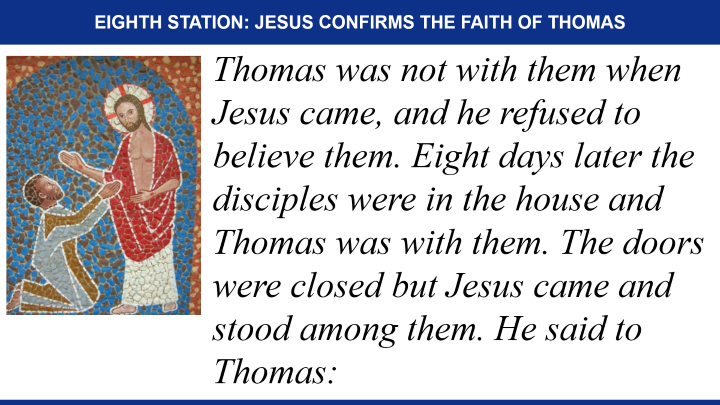 EIGHTH STATION: JESUS CONFIRMS THE FAITH OF THOMAS
Thomas was not with them when
Jesus came, and he refused to
believe them. Eight days later the
disciples were in the house and
Thomas was with them. The doors
were closed but Jesus came and
stood among them. He said to
Thomas: